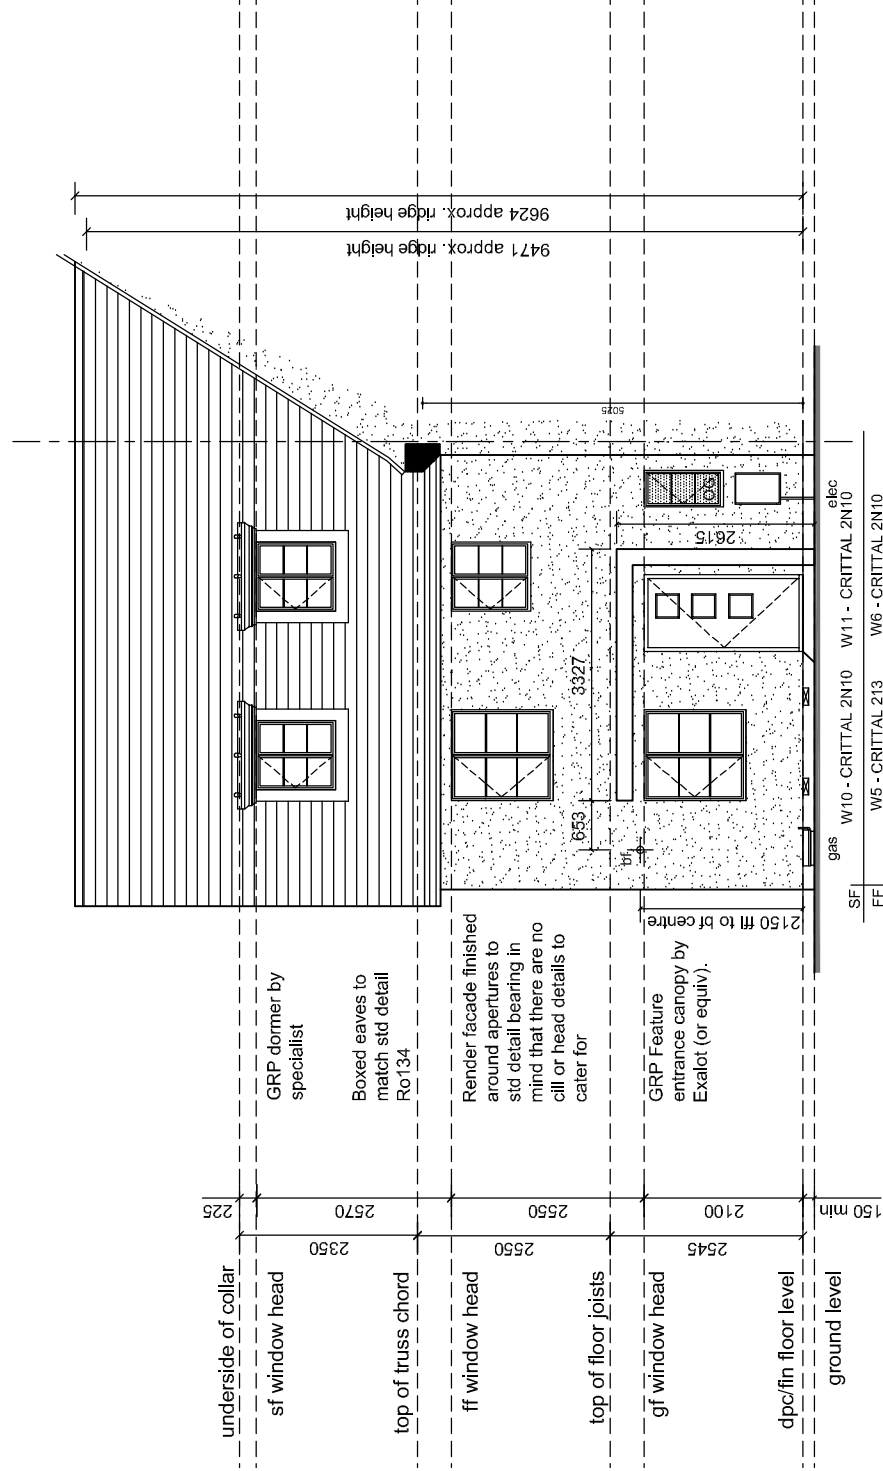 underside of collar
sf window head
top of truss chord
ff window head
top of floor joists
gf window head
dpc/fin floor level
ground level
225
2570
2550
2100
150 min
2350
2550
2545
GRP dormer by
specialist
Boxed eaves to
match std detail
Ro134
Render facade finished
around apertures to
std detail bearing in
mind that there are no
cill or head details to
cater for
GRP Feature
entrance canopy by
Exalot (or equiv).
2150 ffl to bf centre
bf
653
3327
2615
OG
5025
9471 approx. ridge height
9624 approx. ridge height
gas
elec
SF
W10 - CRITTAL 2N10
W11 - CRITTAL 2N10
FF
W5 - CRITTAL 213
W6 - CRITTAL 2N10